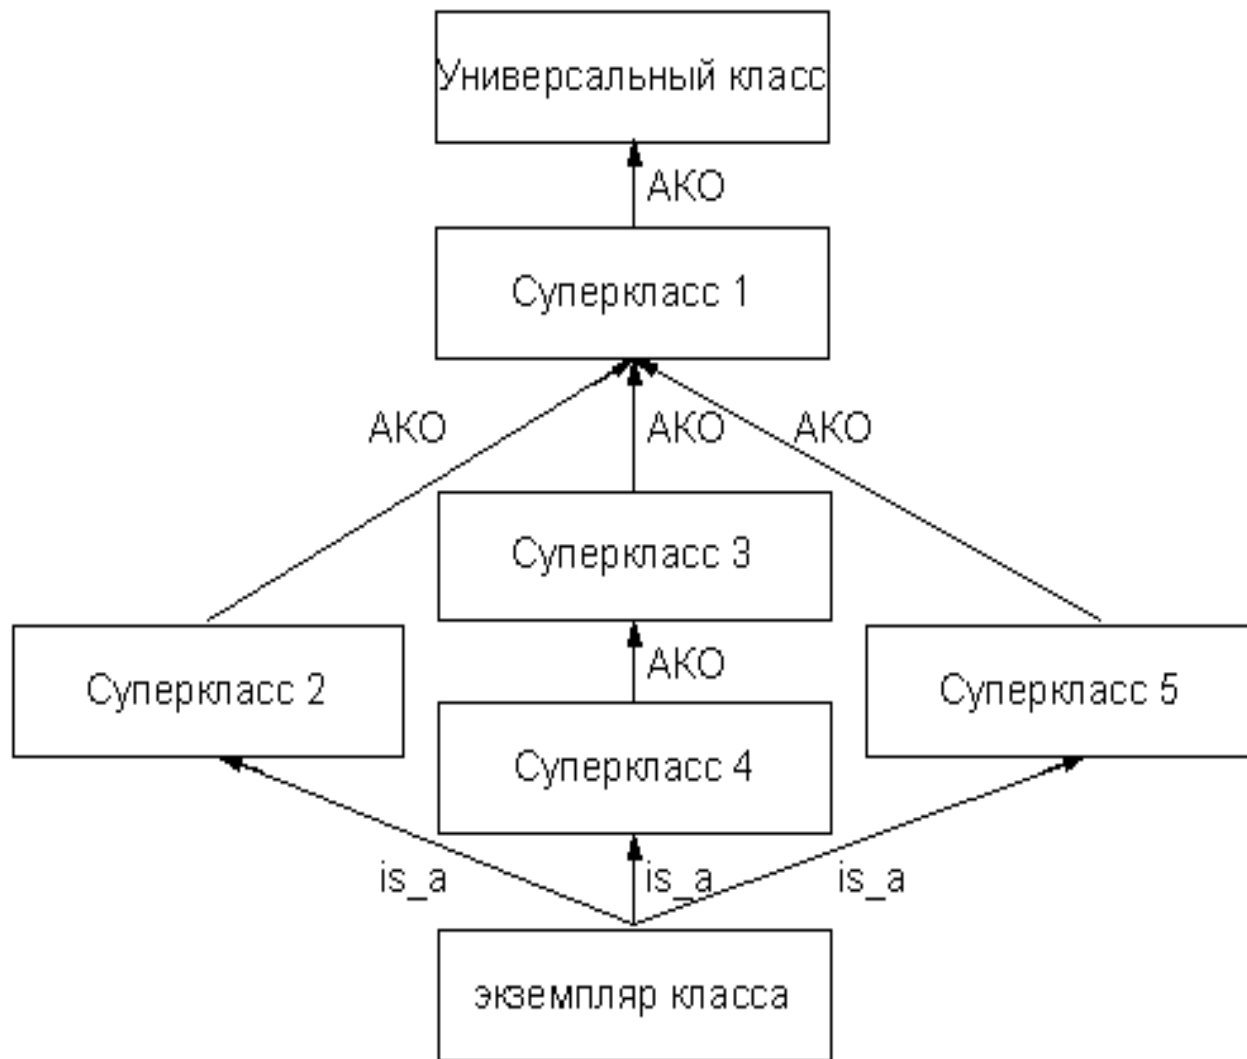 Универсальный класс
АКО
Суперкласс 1
АКО АКО АКО
Суперкласс 3
АКО
Суперкласс 2
Суперкласс 5
Суперкласс 4
is_a is_a is_a
экземпляр класса